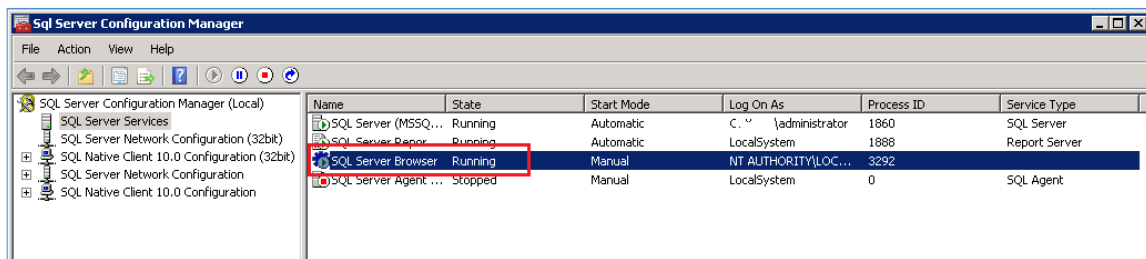 Sql Server Configuration Manager
File Action View Help
SQL Server Configuration Manager (Local)
SQL Server Services
SQL Server Network Configuration (32bit)
SQL Native Client 10.0 Configuration (32bit)
SQL Server Network Configuration
SQL Native Client 10.0 Configuration
Name State Start Mode Log On As Process ID Service Type
SQL Server (MSSQ... Running Automatic \administrator 1860 SQL Server
SQL Server Repor... Running Automatic LocalSystem 1888 Report Server
SQL Server Browser Running Manual NT AUTHORITY\LOC... 3292
SQL Server Agent ... Stopped Manual LocalSystem 0 SQL Agent